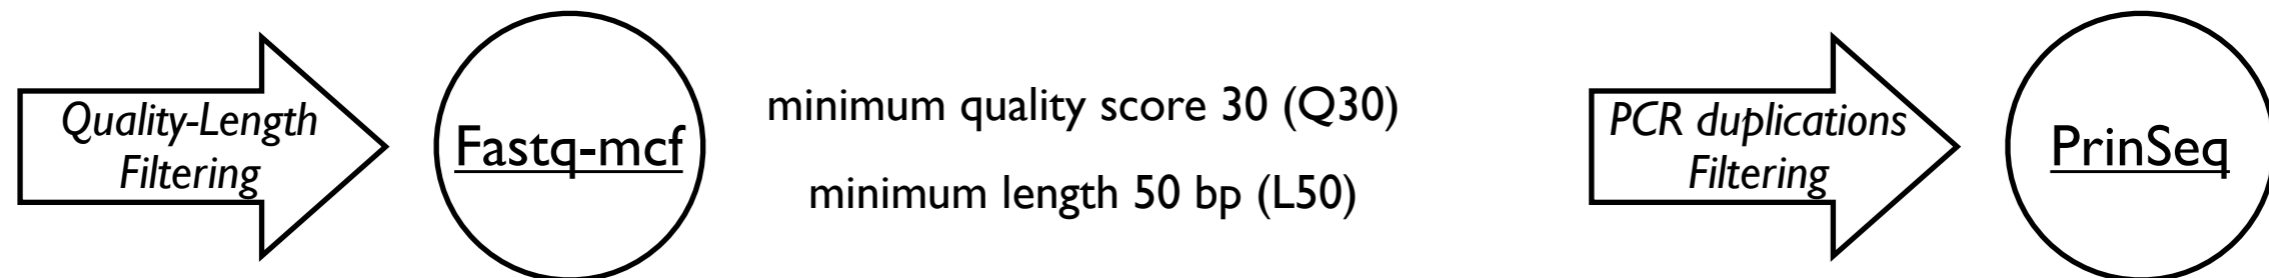 Quality-Length
Filtering
Fastq-mcf
minimum quality score 30 (Q30)
minimum length 50 bp (L50)
PCR duplications
Filtering
PrinSeq